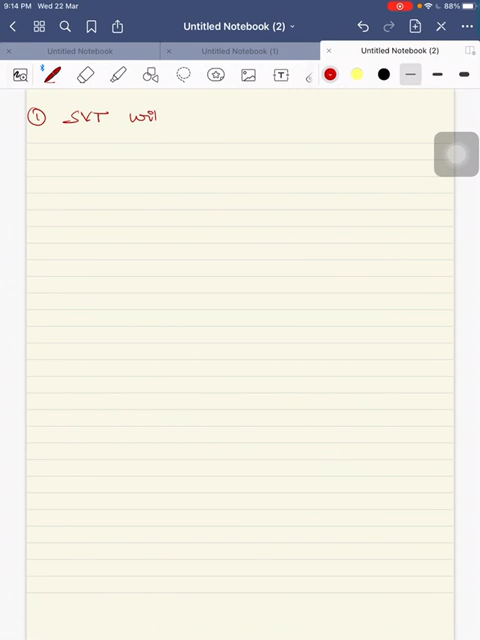 9:14 PM Wed 22 Mar 88%
Untitled Notebook (2)
Untitled Notebook Untitled Notebook (1) Untitled Notebook (2)
① SVT wil